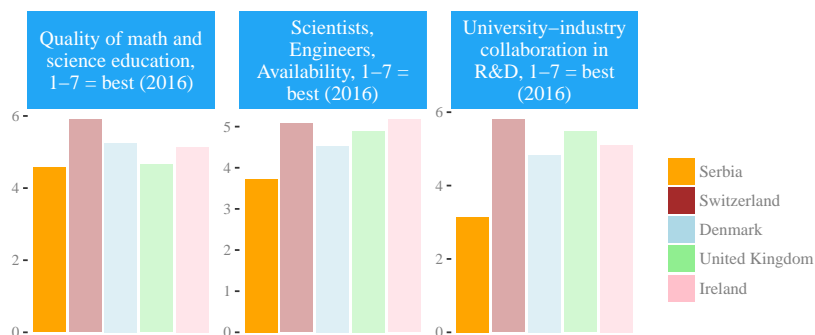 Quality of math and
science education,
1−7 = best (2016)
Scientists,
Engineers,
Availability, 1−7 =
best (2016)
University−industry
collaboration in
R&D, 1−7 = best
(2016)
6
4
2
0
5
4
3
2
1
0
6
4
2
0
Serbia
Switzerland
Denmark
United Kingdom
Ireland